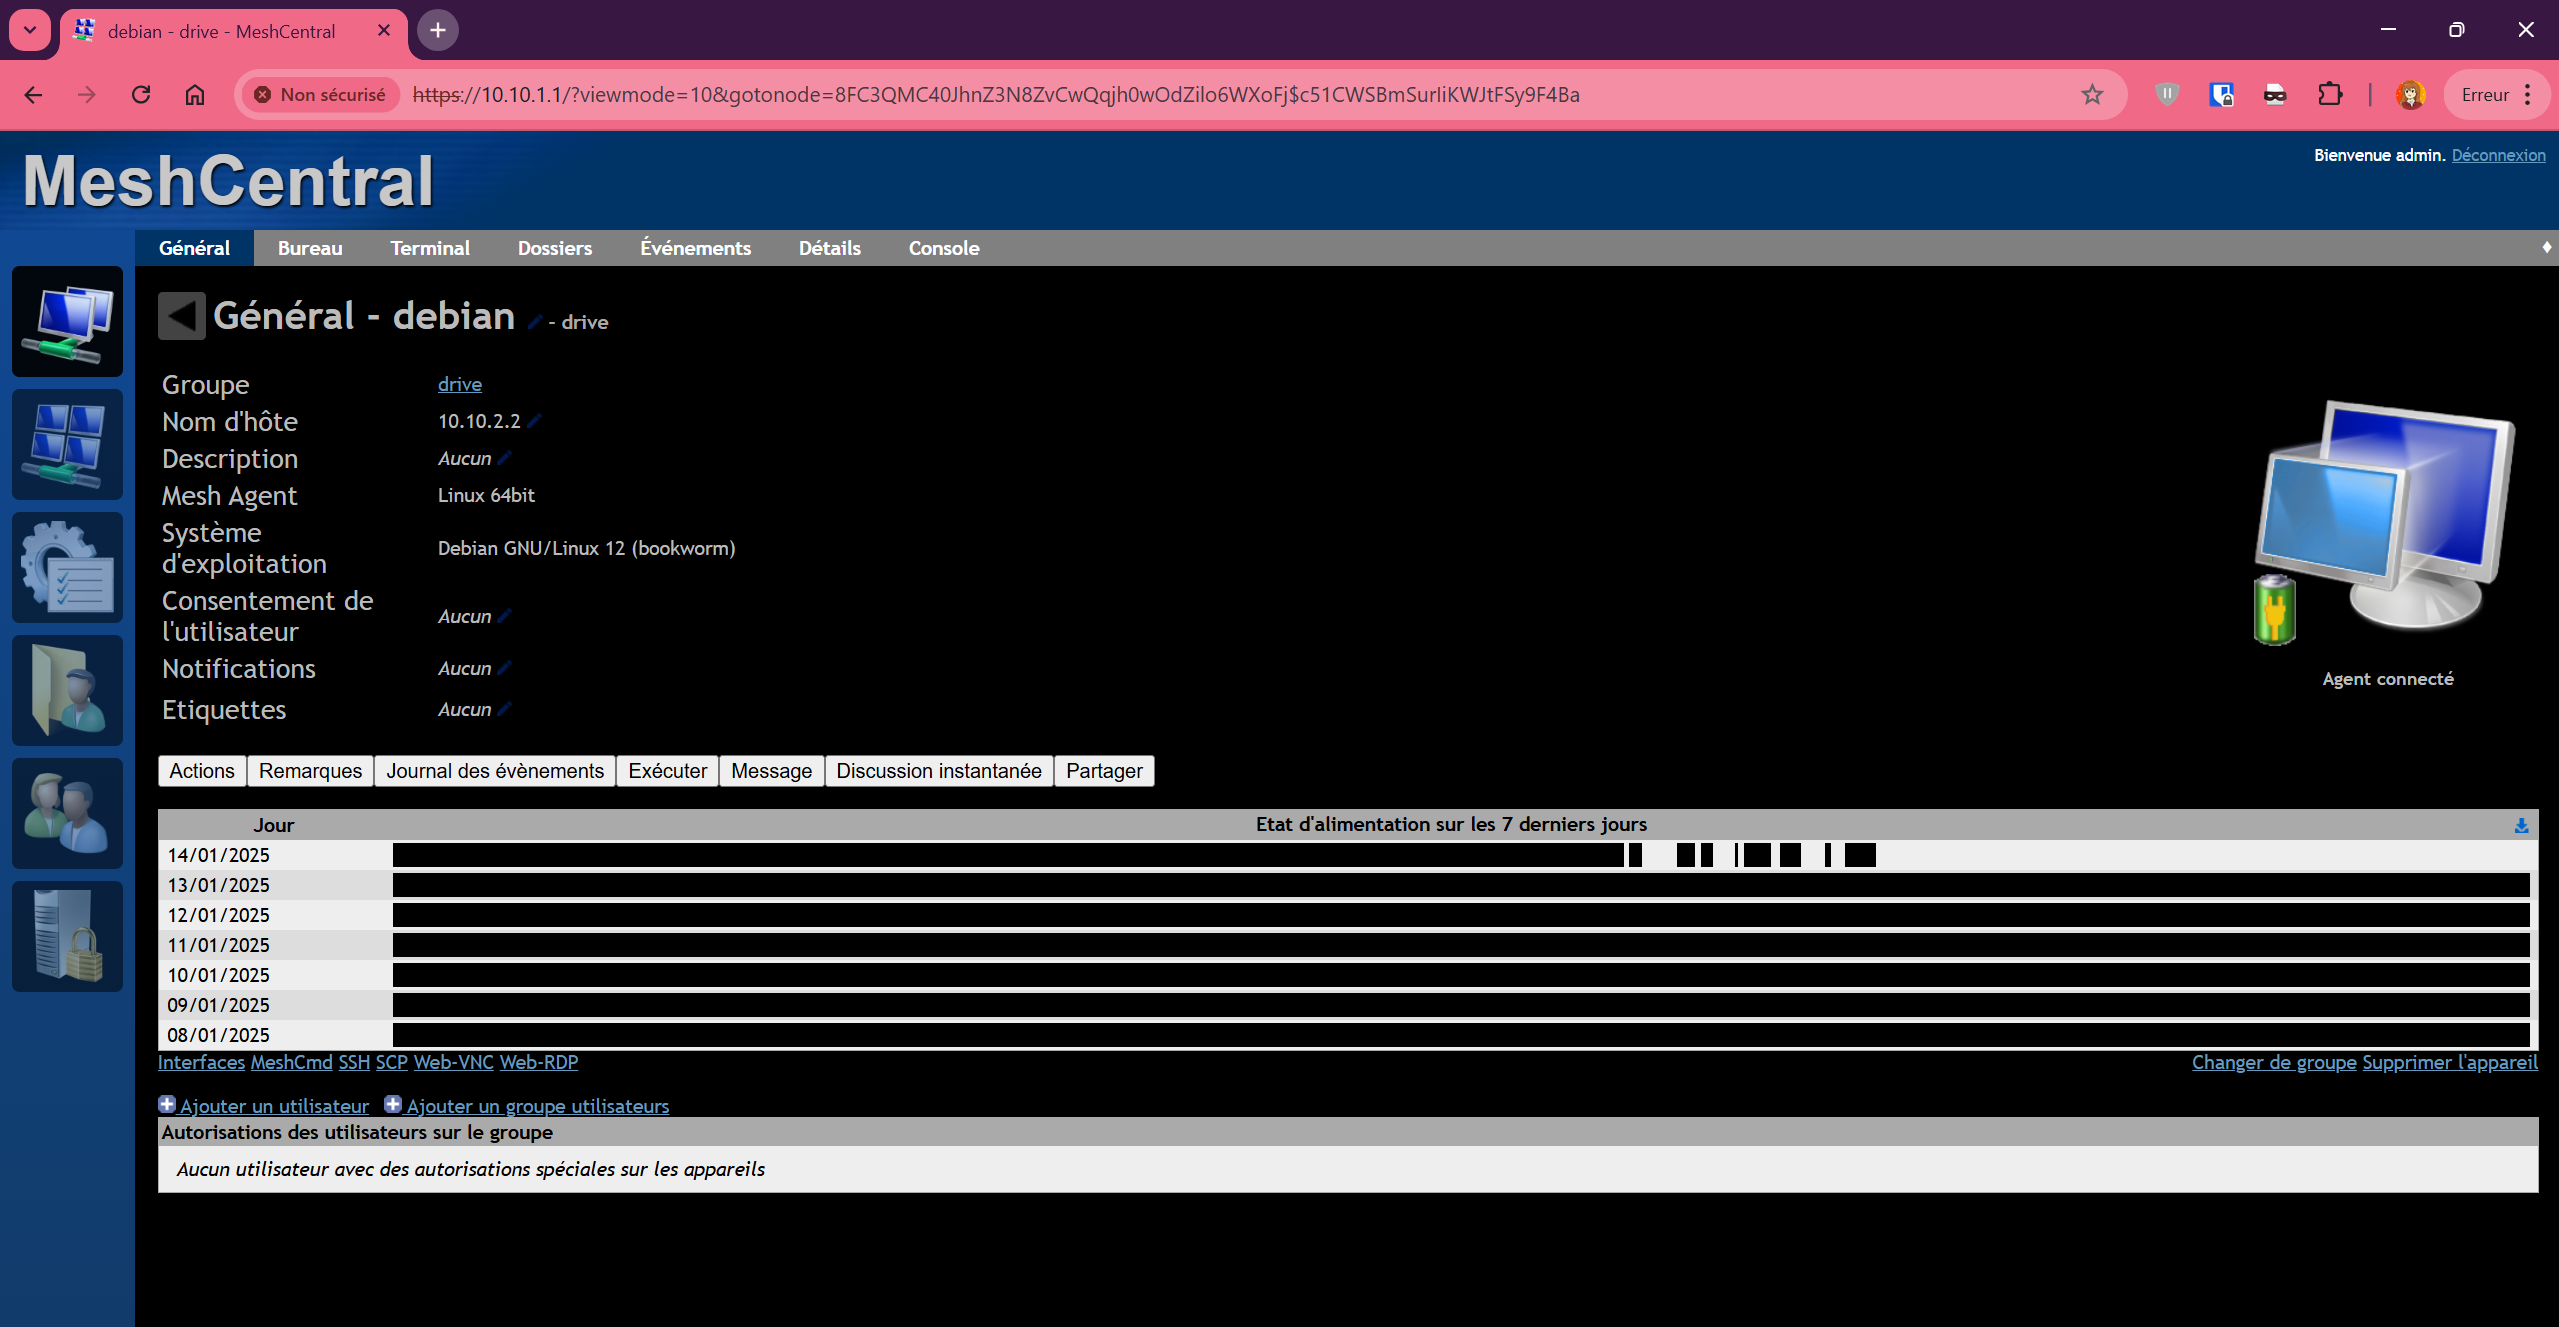 debian - drive - MeshCentral
Non sécurisé https://10.10.1.1/?viewmode=10&gotonode=8FC3QMC40JhnZ3N8ZvCwQqjh0wOdZilo6WXoFj$c51CWSBmSurIiKWJtFSy9F4Ba Erreur
MeshCentral
Bienvenue admin. Déconnexion
Général Bureau Terminal Dossiers Événements Détails Console
Général - debian - drive
Groupe drive
Nom d'hôte 10.10.2.2
Description Aucun
Mesh Agent Linux 64bit
Système
d'exploitation Debian GNU/Linux 12 (bookworm)
Consentement de
l'utilisateur Aucun
Notifications Aucun
Etiquettes Aucun
Agent connecté
Actions Remarques Journal des évènements Exécuter Message Discussion instantanée Partager
Jour Etat d'alimentation sur les 7 derniers jours
14/01/2025
13/01/2025
12/01/2025
11/01/2025
10/01/2025
09/01/2025
08/01/2025
Interfaces MeshCmd SSH SCP Web-VNC Web-RDP Changer de groupe Supprimer l'appareil
Ajouter un utilisateur Ajouter un groupe utilisateurs
Autorisations des utilisateurs sur le groupe
Aucun utilisateur avec des autorisations spéciales sur les appareils